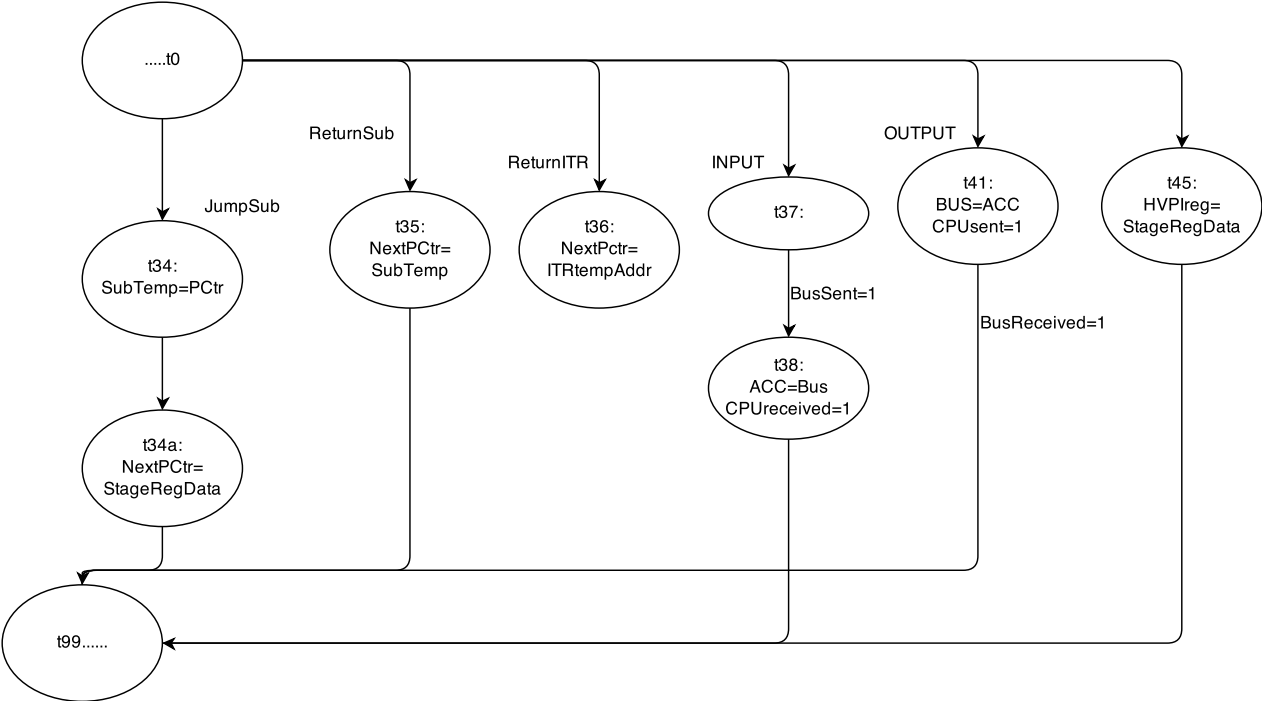 .....t0
JumpSub
ReturnSub
ReturnITR
INPUT
OUTPUT
t34:
SubTemp=PCtr
t35:
NextPCtr=
SubTemp
t36:
NextPctr=
ITRtempAddr
t37:
t41:
BUS=ACC
CPUsent=1
t45:
HVPIreg=
StageRegData
BusSent=1
BusReceived=1
t38:
ACC=Bus
CPUreceived=1
t34a:
NextPCtr=
StageRegData
t99......